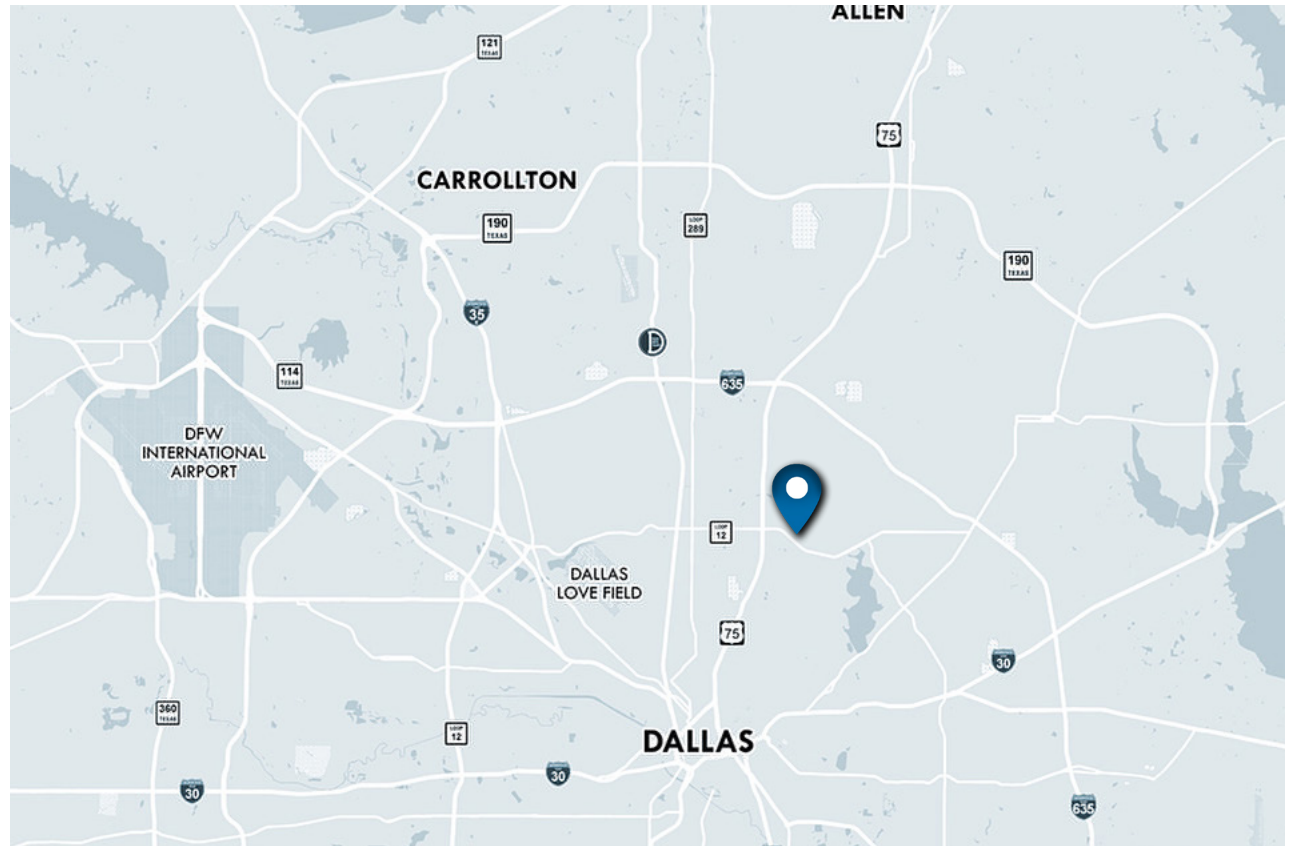 ALLEN
121
TEXAS
75
CARROLLTON
190
TEXAS
LOOP
289
190
TEXAS
35
D
114
TEXAS
635
DFW
INTERNATIONAL
AIRPORT
LOOP
12
DALLAS
LOVE FIELD
75
30
360
TEXAS
LOOP
12
DALLAS
30
30
635